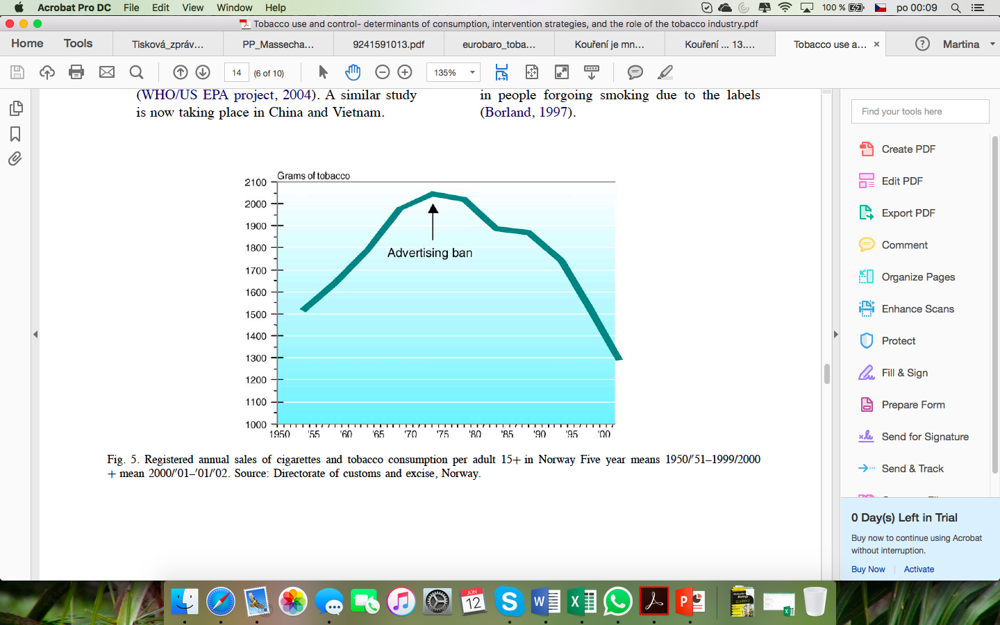 Acrobat Pro DC File Edit View Window Help 100 % po 00:09
Tobacco use and control- determinants of consumption, intervention strategies, and the role of the tobacco industry.pdf
Home Tools Tisková_zpráv... PP_Massecha... 9241591013.pdf eurobaro_toba... Kouření je mn... Kouření ... 13.... Tobacco use a... × ? Martina
14 (6 of 10) 135%
(WHO/US EPA project, 2004). A similar study
is now taking place in China and Vietnam.
in people forgoing smoking due to the labels
(Borland, 1997).
Grams of tobacco
2100
2000
1900
1800
1700
1600
1500
1400
1300
1200
1100
1000
Advertising ban
1950 '55 '60 '65 '70 '75 '80 '85 '90 '95 '00
Fig. 5. Registered annual sales of cigarettes and tobacco consumption per adult 15+ in Norway Five year means 1950/'51–1999/2000
+ mean 2000/'01–'01/'02. Source: Directorate of customs and excise, Norway.
Find your tools here
Create PDF
Edit PDF
Export PDF
Comment
Organize Pages
Enhance Scans
Protect
Fill & Sign
Prepare Form
Send for Signature
Send & Track
0 Day(s) Left in Trial
Buy now to continue using Acrobat
without interruption.
Buy Now Activate
JUN
12